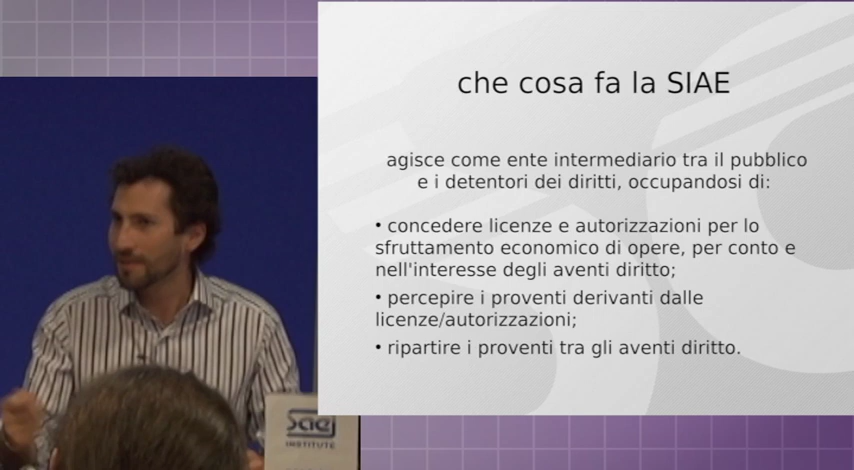 che cosa fa la SIAE
agisce come ente intermediario tra il pubblico
e i detentori dei diritti, occupandosi di:
• concedere licenze e autorizzazioni per lo
sfruttamento economico di opere, per conto e
nell'interesse degli aventi diritto;
• percepire i proventi derivanti dalle
licenze/autorizzazioni;
• ripartire i proventi tra gli aventi diritto.
sae
INSTITUTE